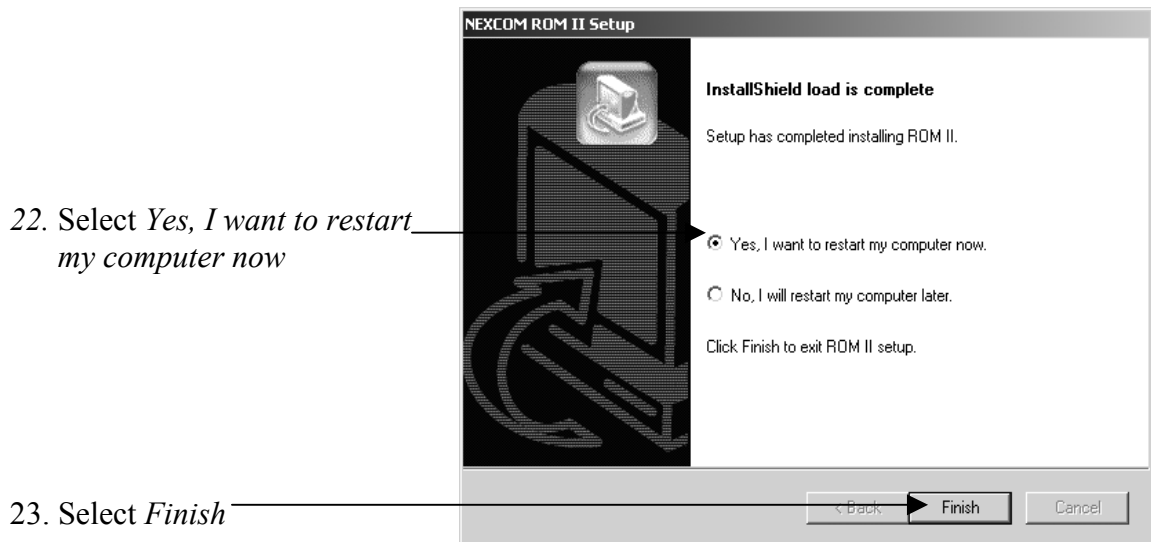 NEXCOM ROM II Setup
InstallShield load is complete
Setup has completed installing ROM II.
22. Select Yes, I want to restart
my computer now
Yes, I want to restart my computer now.
No, I will restart my computer later.
Click Finish to exit ROM II setup.
23. Select Finish
< Back
Finish
Cancel